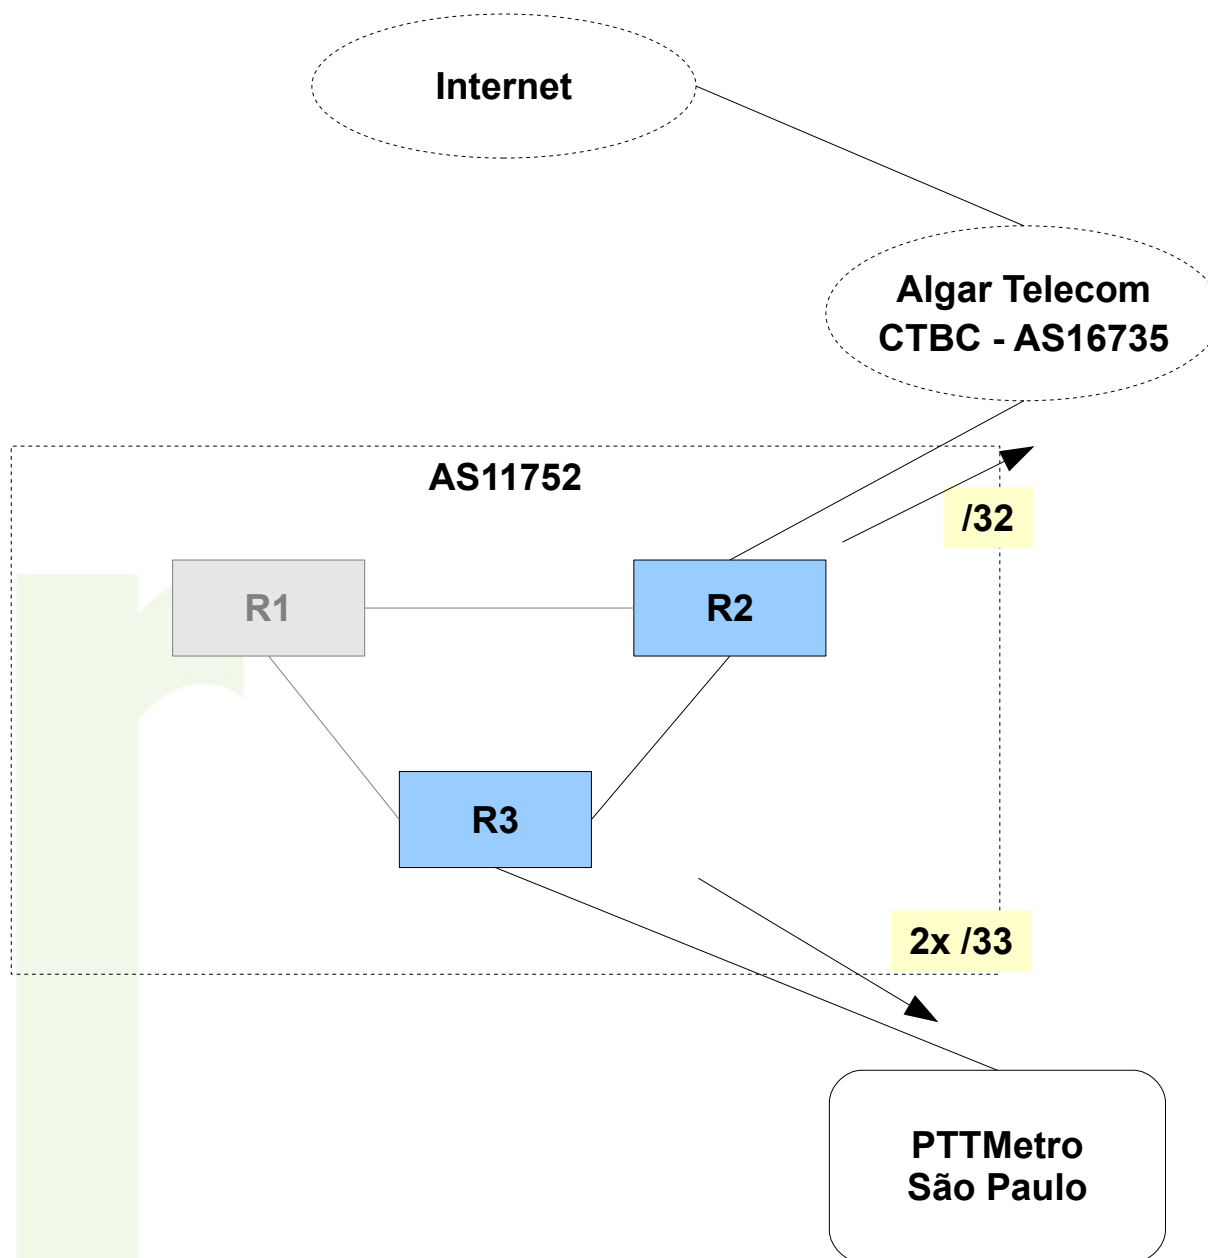 Internet
Algar Telecom
CTBC - AS16735
AS11752
/32
R1
R2
R3
2x /33
PTTMetro
São Paulo